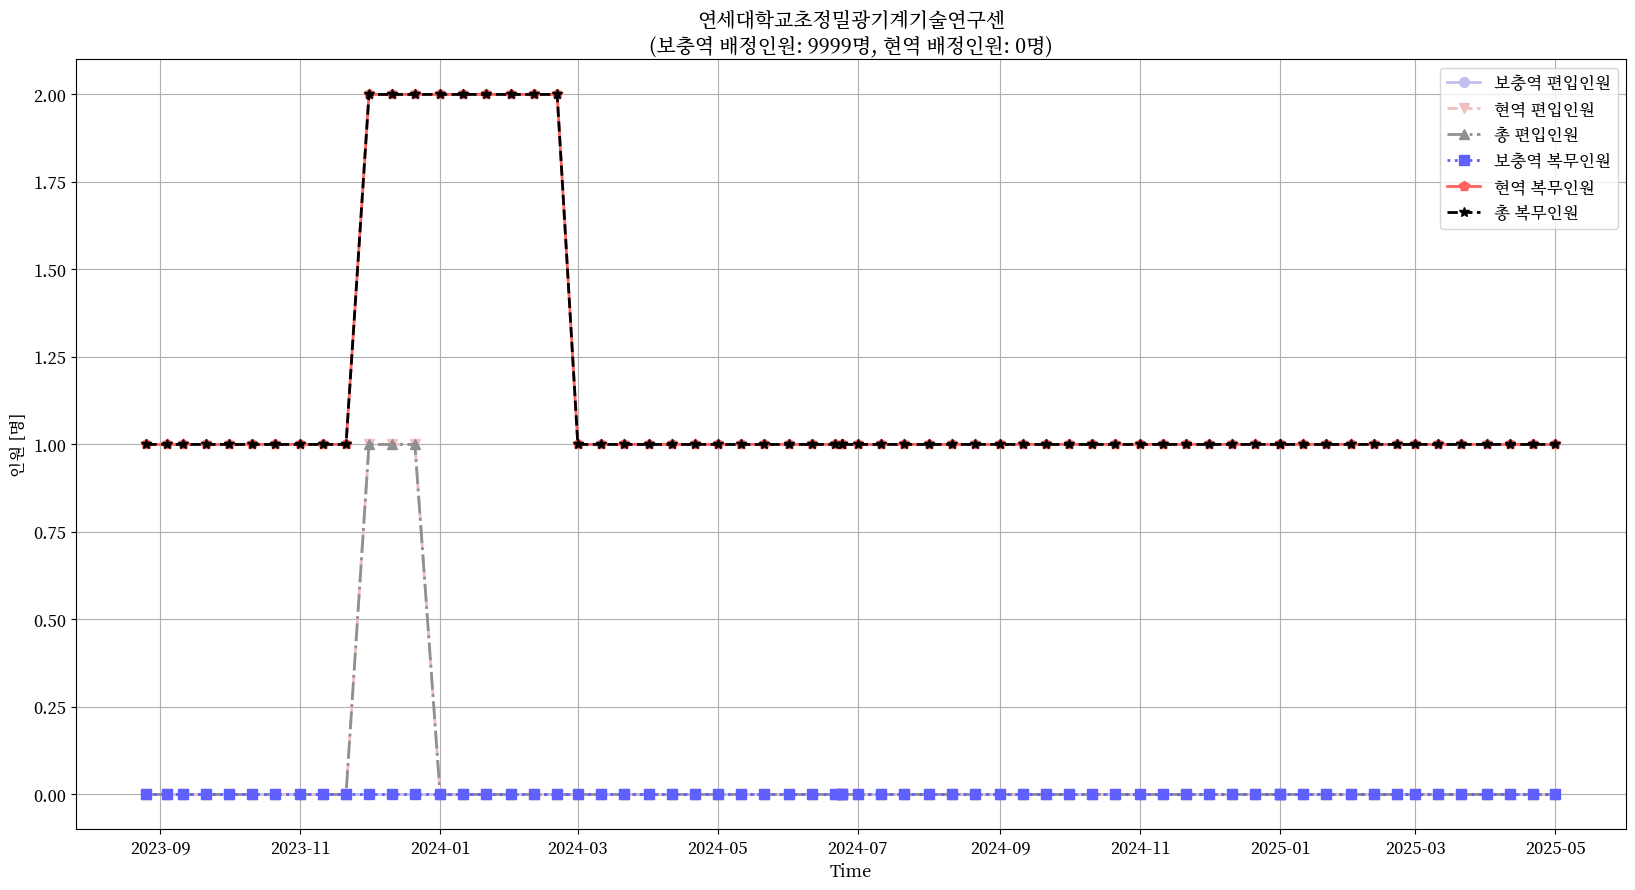 연세대학교초정밀광기계기술연구센
(보충역 배정인원: 9999명, 현역 배정인원: 0명)
보충역 편입인원
현역 편입인원
총 편입인원
보충역 복무인원
현역 복무인원
총 복무인원
인원 [명]
2.00
1.75
1.50
1.25
1.00
0.75
0.50
0.25
0.00
2023-09 2023-11 2024-01 2024-03 2024-05 2024-07 2024-09 2024-11 2025-01 2025-03 2025-05
Time